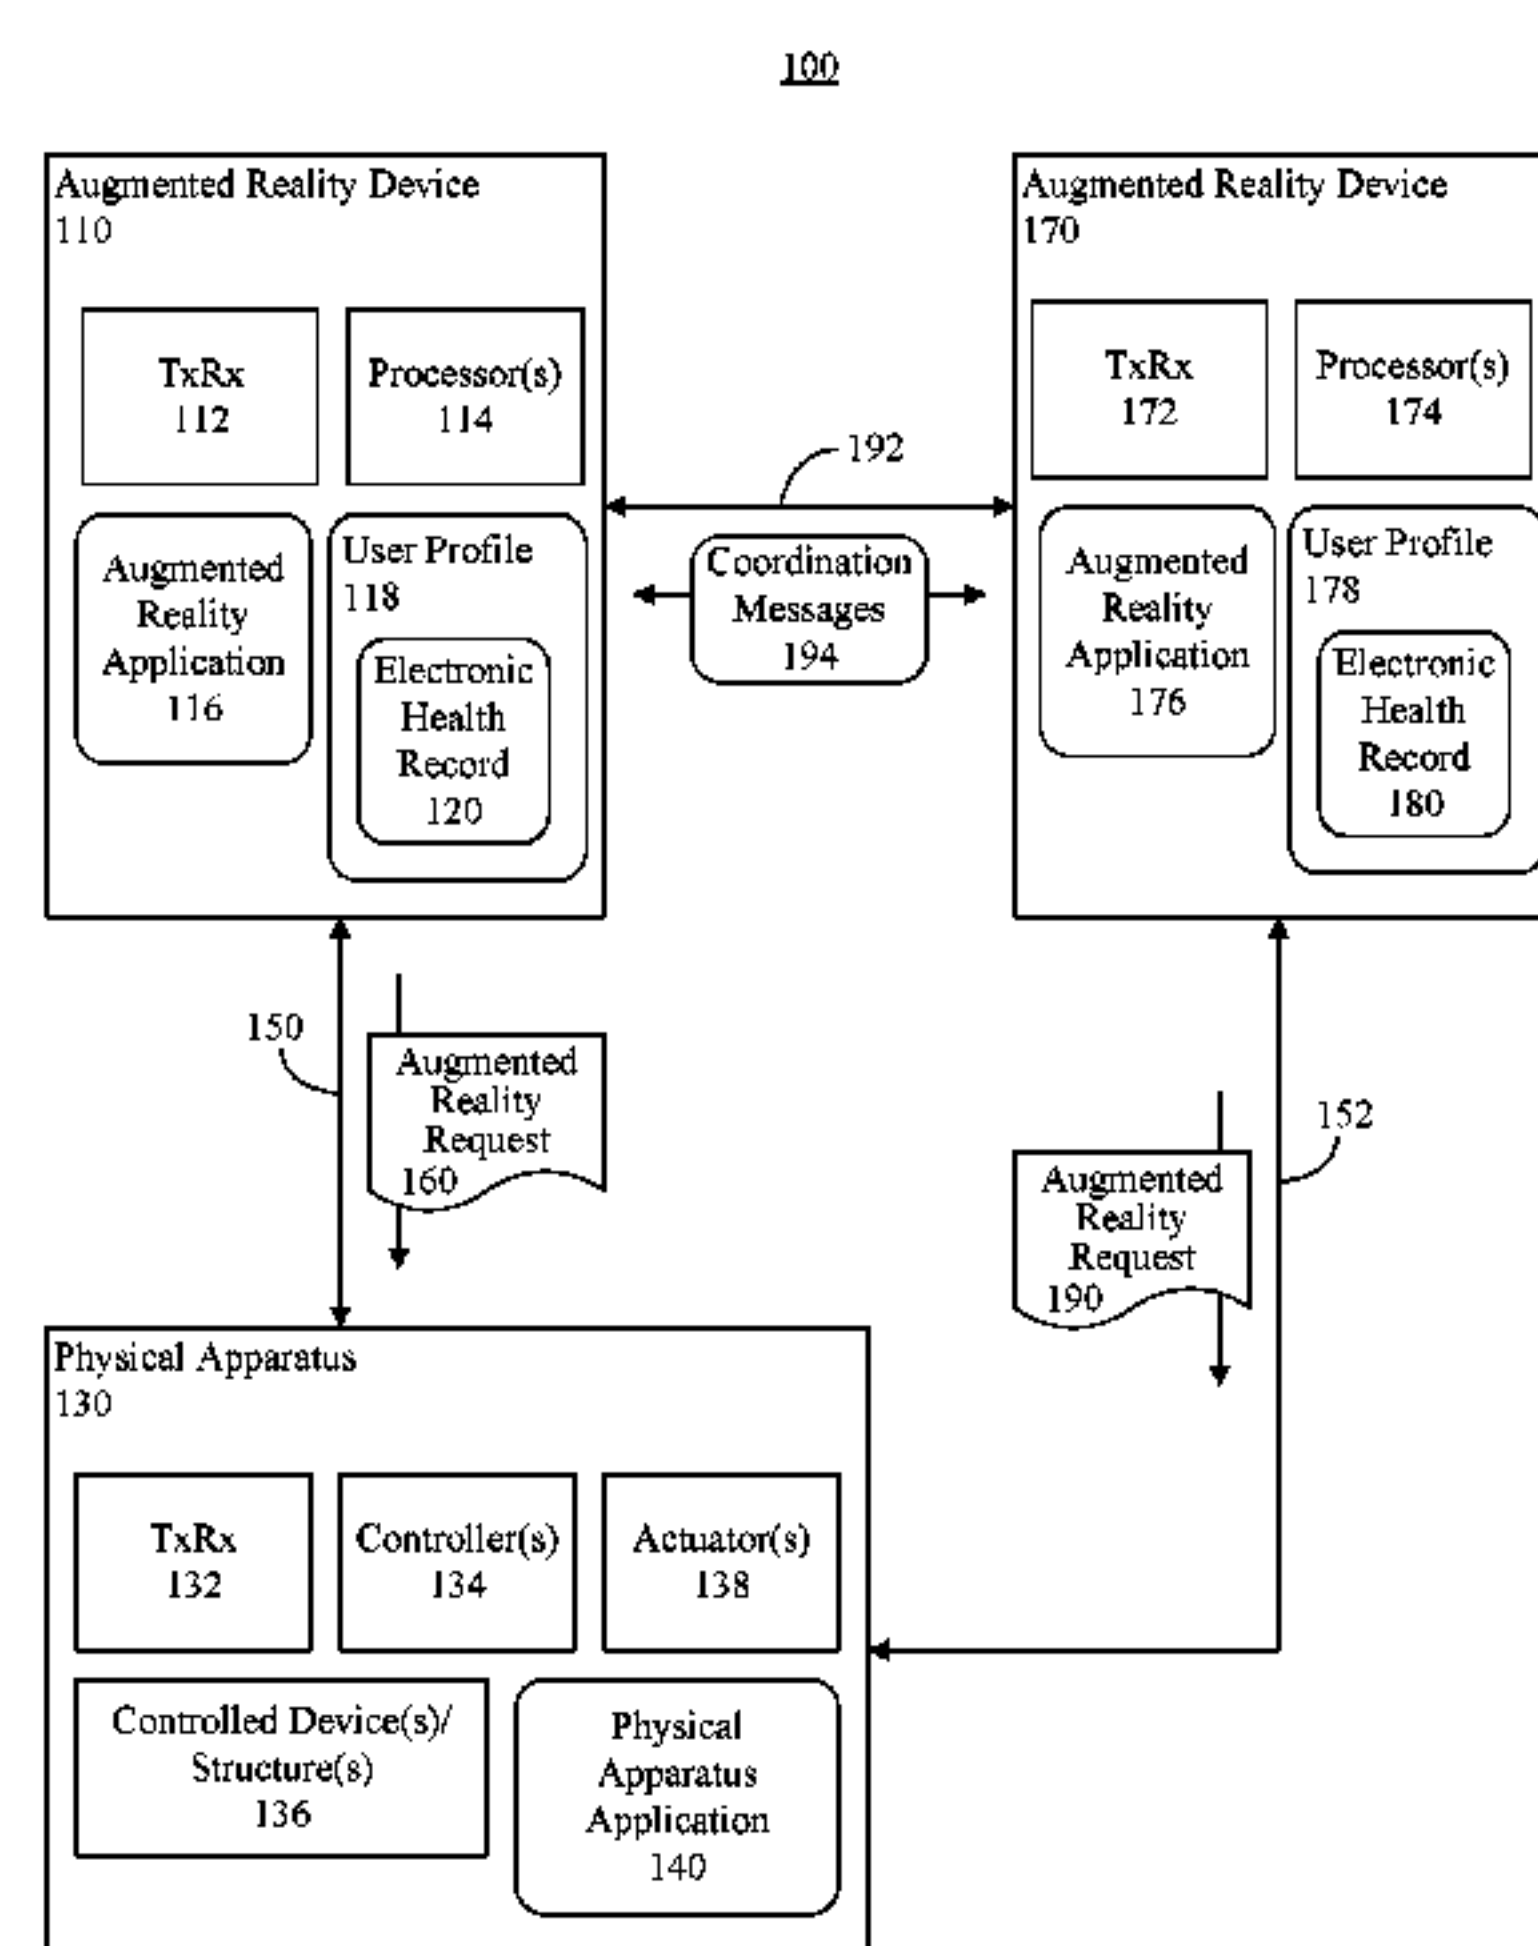 100
Augmented Reality Device
110
TxRx
112
Processor(s)
114
Augmented
Reality
Application
116
User Profile
118
Electronic
Health
Record
120
192
Coordination
Messages
194
Augmented Reality Device
170
TxRx
172
Processor(s)
174
Augmented
Reality
Application
176
User Profile
178
Electronic
Health
Record
180
150
Augmented
Reality
Request
160
152
Augmented
Reality
Request
190
Physical Apparatus
130
TxRx
132
Controller(s)
134
Actuator(s)
138
Controlled Device(s)/
Structure(s)
136
Physical
Apparatus
Application
140